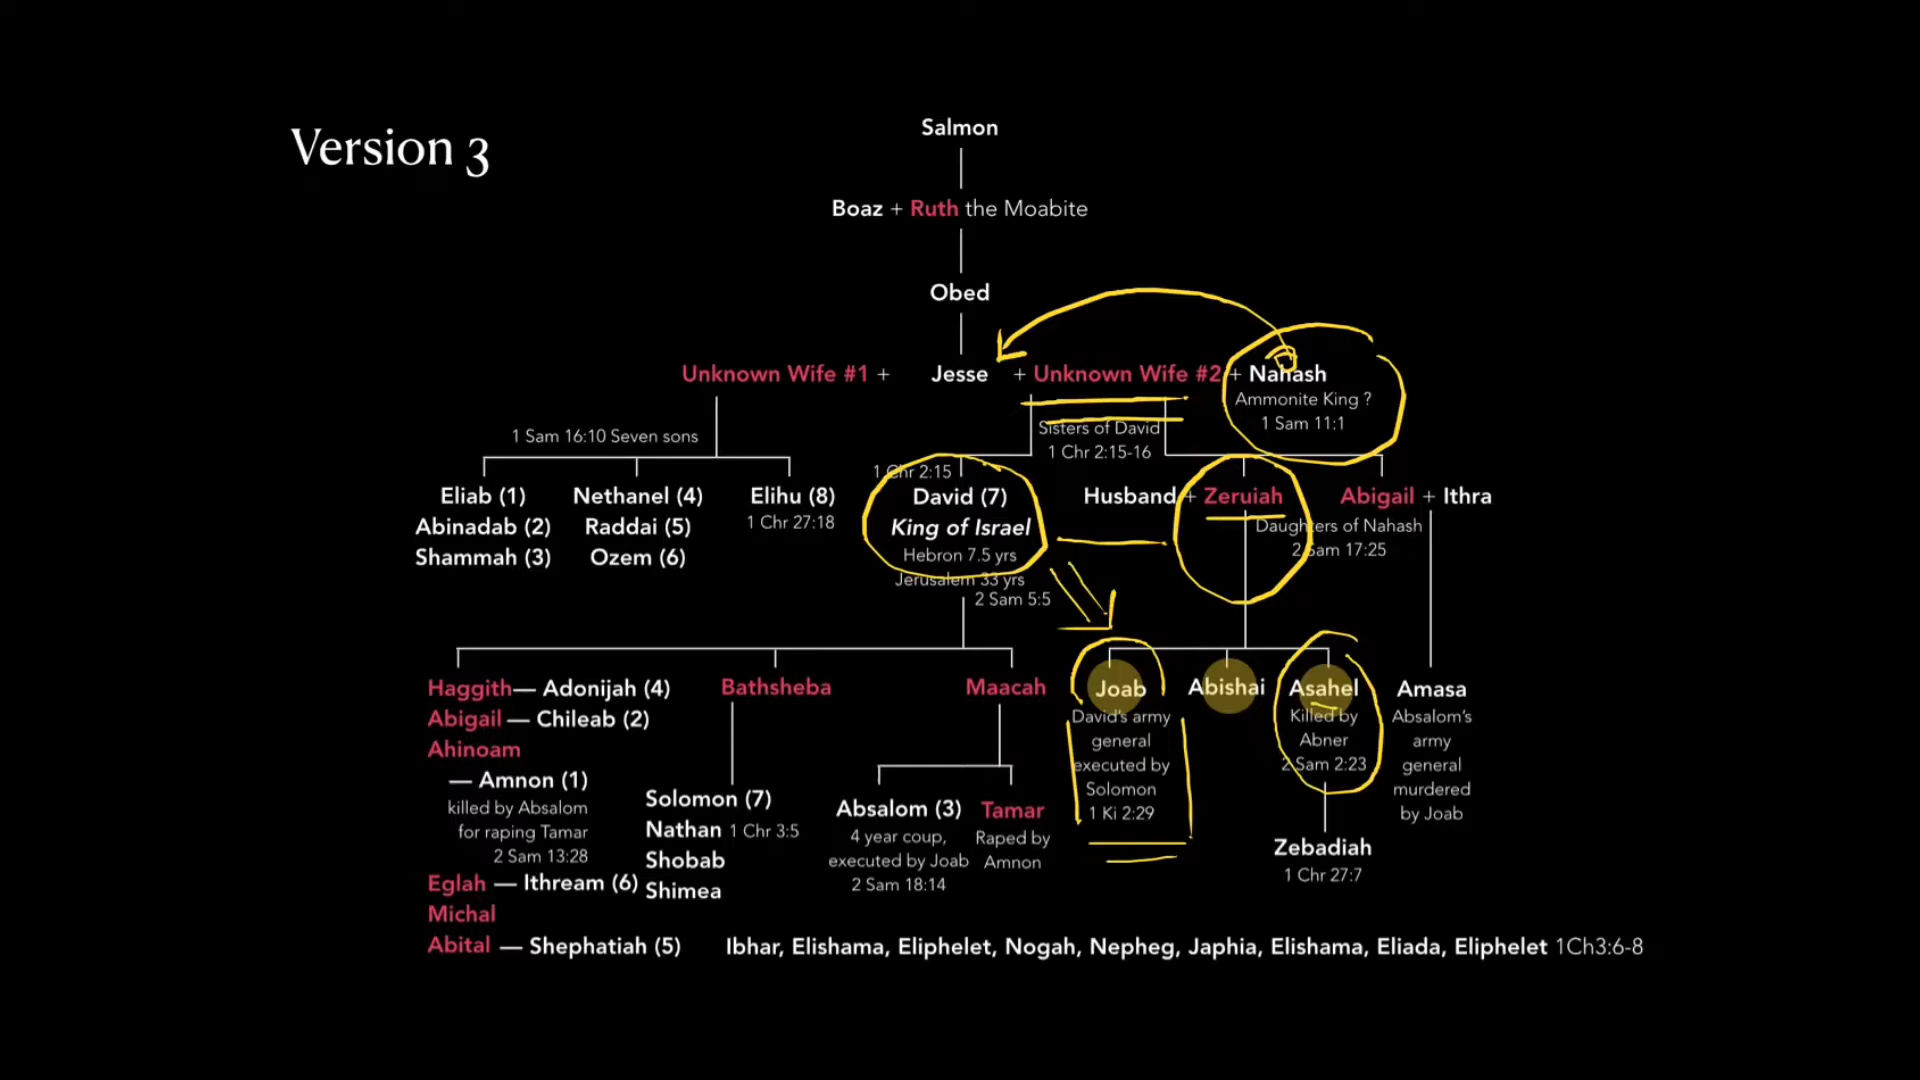 Version 3
Salmon
Boaz + Ruth the Moabite
Obed
Unknown Wife #1 + Jesse + Unknown Wife #2 + Nahash
Ammonite King ?
1 Sam 11:1
1 Sam 16:10 Seven sons
Sisters of David
1 Chr 2:15-16
1 Chr 2:15
Eliab (1)
Abinadab (2)
Shammah (3)
Nethanel (4)
Raddai (5)
Ozem (6)
Elihu (8)
1 Chr 27:18
David (7)
King of Israel
Hebron 7.5 yrs
Jerusalem 33 yrs
2 Sam 5:5
Husband + Zeruiah
Abigail + Ithra
Daughters of Nahash
2 Sam 17:25
Haggith— Adonijah (4)
Abigail — Chileab (2)
Ahinoam
— Amnon (1)
killed by Absalom
for raping Tamar
2 Sam 13:28
Eglah — Ithream (6)
Michal
Abital — Shephatiah (5)
Bathsheba
Solomon (7)
Nathan 1 Chr 3:5
Shobab
Shimea
Maacah
Absalom (3)
4 year coup,
executed by Joab
2 Sam 18:14
Tamar
Raped by
Amnon
Joab
David's army
general
executed by
Solomon
1 Ki 2:29
Abishai
Asahel
Killed by
Abner
2 Sam 2:23
Zebadiah
1 Chr 27:7
Amasa
Absalom's
army
general
murdered
by Joab
Ibhar, Elishama, Eliphelet, Nogah, Nepheg, Japhia, Elishama, Eliada, Eliphelet 1Ch3:6-8